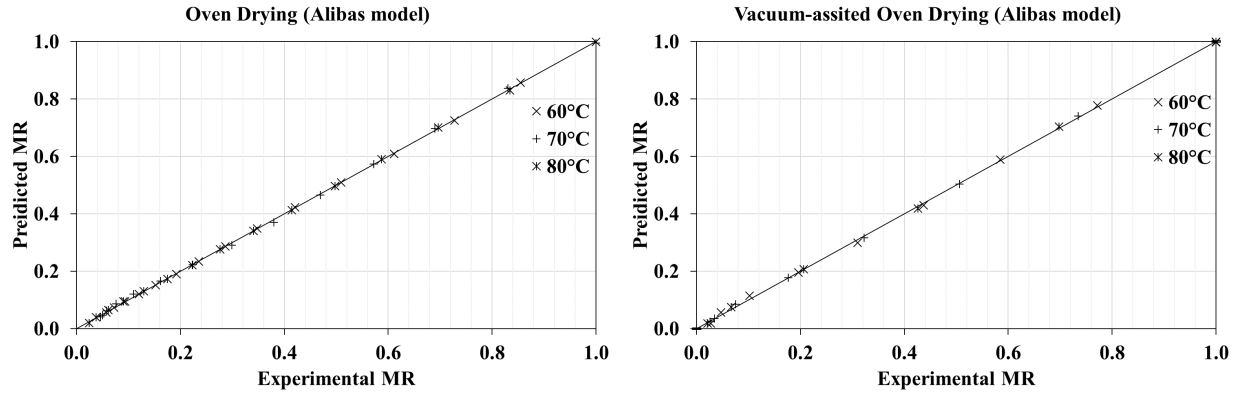 Oven Drying (Alibas model)
1.0
0.8
0.6
0.4
0.2
0.0
Preidicted MR
60°C
70°C
80°C
0.0 0.2 0.4 0.6 0.8 1.0
Experimental MR
Vacuum-assited Oven Drying (Alibas model)
1.0
0.8
0.6
0.4
0.2
0.0
Preidicted MR
60°C
70°C
80°C
0.0 0.2 0.4 0.6 0.8 1.0
Experimental MR